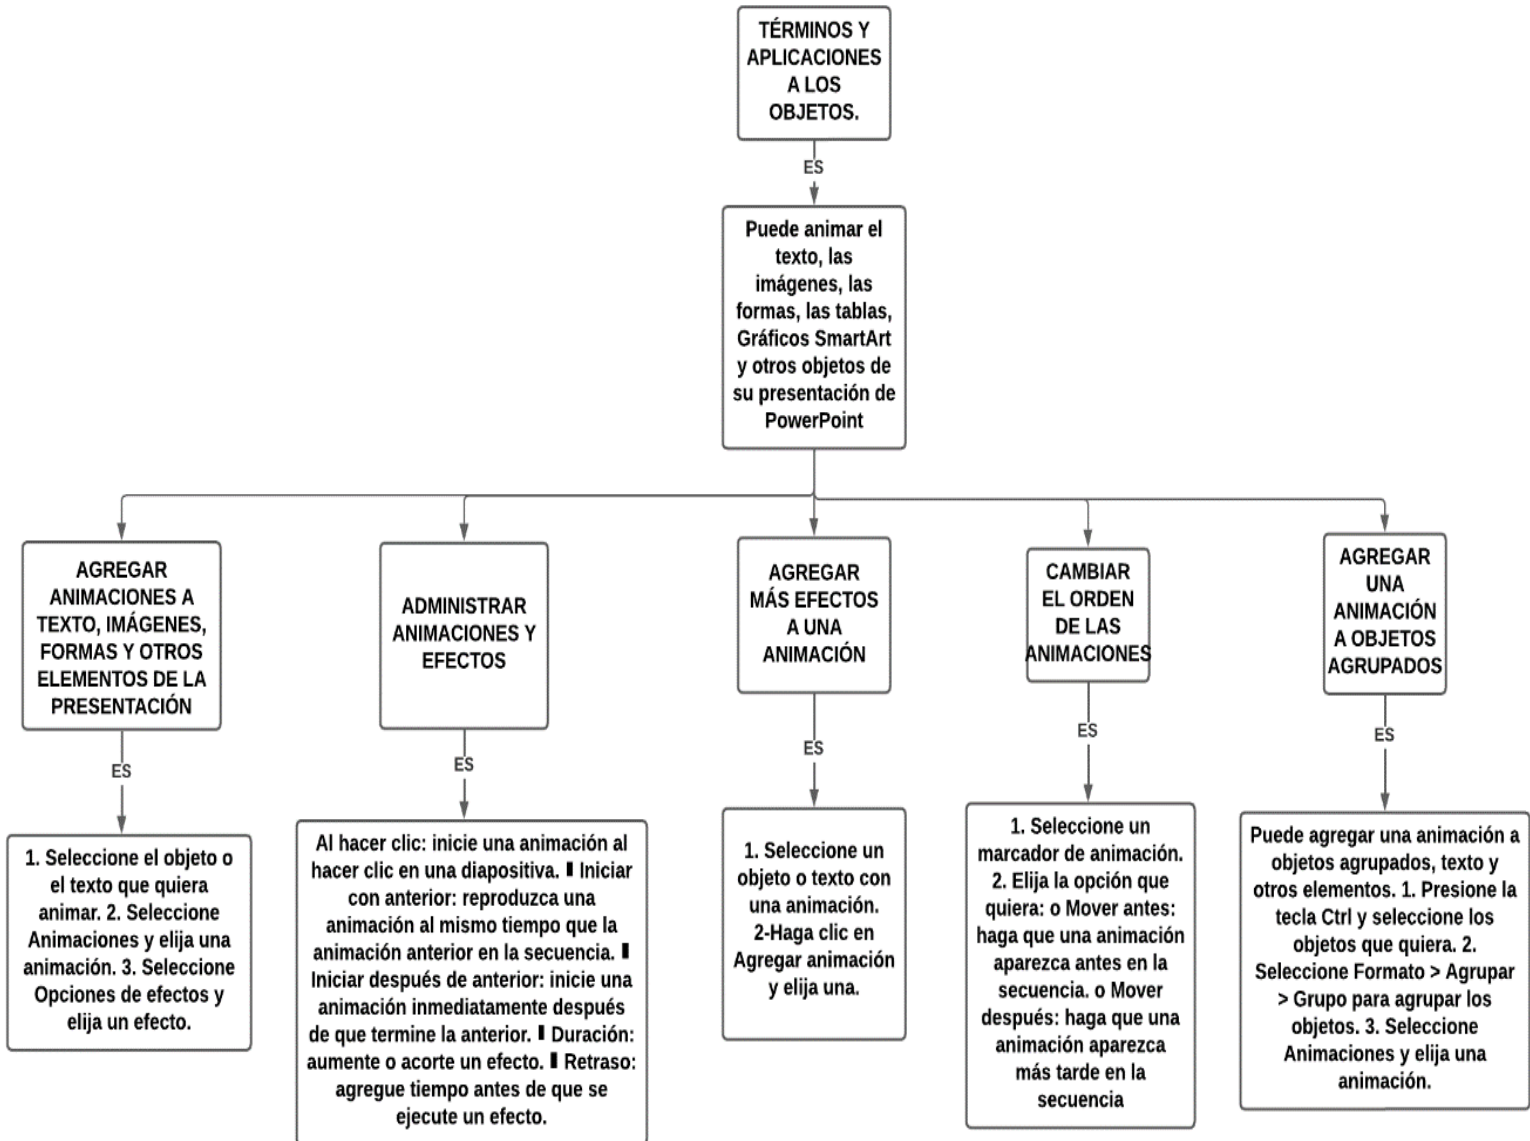 TÉRMINOS Y
APLICACIONES
A LOS
OBJETOS.
ES
Puede animar el
texto, las
imágenes, las
formas, las tablas,
Gráficos SmartArt
y otros objetos de
su presentación de
PowerPoint
AGREGAR
ANIMACIONES A
TEXTO, IMÁGENES,
FORMAS Y OTROS
ELEMENTOS DE LA
PRESENTACIÓN
ES
1. Seleccione el objeto o
el texto que quiera
animar. 2. Seleccione
Animaciones y elija una
animación. 3. Seleccione
Opciones de efectos y
elija un efecto.
ADMINISTRAR
ANIMACIONES Y
EFECTOS
ES
Al hacer clic: inicie una animación al
hacer clic en una diapositiva. ▮ Iniciar
con anterior: reproduzca una
animación al mismo tiempo que la
animación anterior en la secuencia. ▮
Iniciar después de anterior: inicie una
animación inmediatamente después
de que termine la anterior. ▮ Duración:
aumente o acorte un efecto. ▮ Retraso:
agregue tiempo antes de que se
ejecute un efecto.
AGREGAR
MÁS EFECTOS
A UNA
ANIMACIÓN
ES
1. Seleccione un
objeto o texto con
una animación.
2-Haga clic en
Agregar animación
y elija una.
CAMBIAR
EL ORDEN
DE LAS
ANIMACIONES
ES
1. Seleccione un
marcador de animación.
2. Elija la opción que
quiera: o Mover antes:
haga que una animación
aparezca antes en la
secuencia. o Mover
después: haga que una
animación aparezca
más tarde en la
secuencia
AGREGAR
UNA
ANIMACIÓN
A OBJETOS
AGRUPADOS
ES
Puede agregar una animación a
objetos agrupados, texto y
otros elementos. 1. Presione la
tecla Ctrl y seleccione los
objetos que quiera. 2.
Seleccione Formato > Agrupar
> Grupo para agrupar los
objetos. 3. Seleccione
Animaciones y elija una
animación.